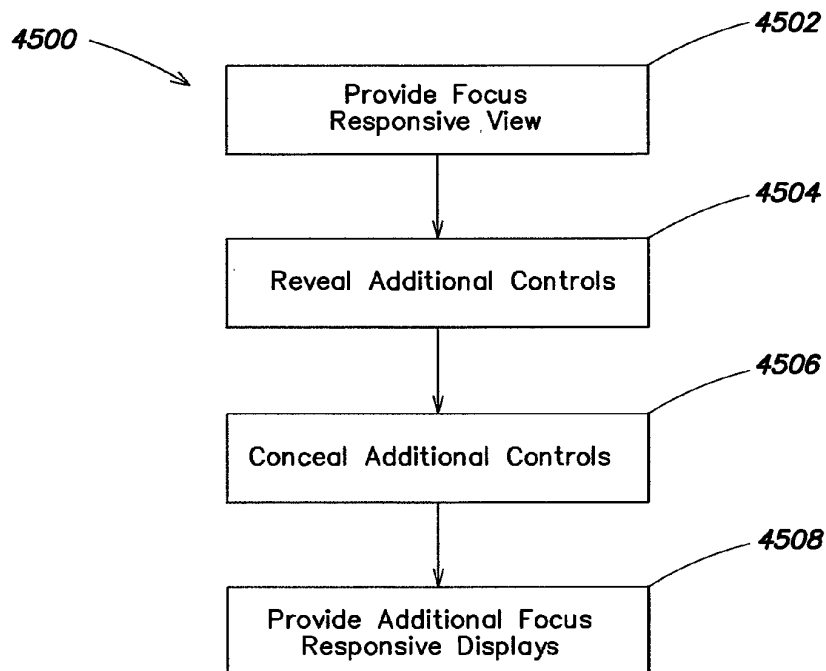 4500
4502
Provide Focus
Responsive View
4504
Reveal Additional Controls
4506
Conceal Additional Controls
4508
Provide Additional Focus
Responsive Displays